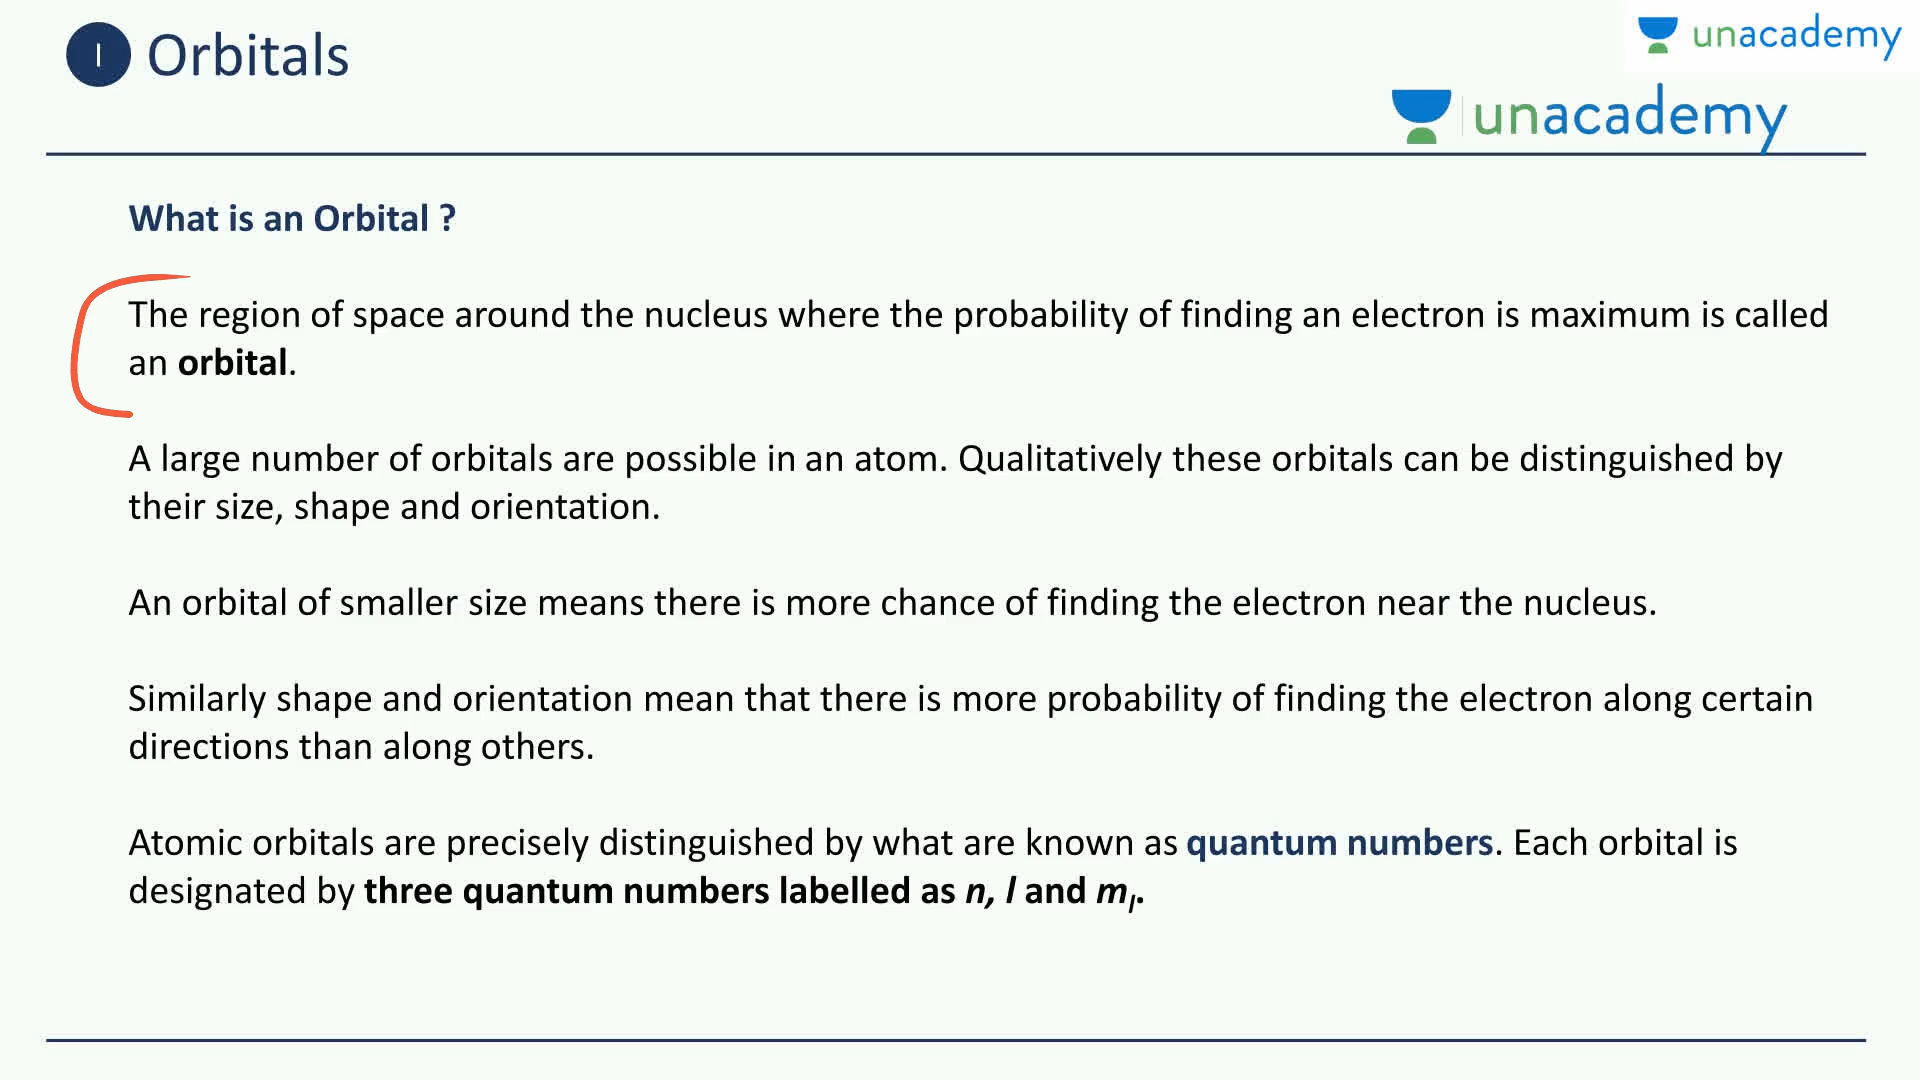 I Orbitals
unacademy
unacademy
What is an Orbital ?
The region of space around the nucleus where the probability of finding an electron is maximum is called
an orbital.
A large number of orbitals are possible in an atom. Qualitatively these orbitals can be distinguished by
their size, shape and orientation.
An orbital of smaller size means there is more chance of finding the electron near the nucleus.
Similarly shape and orientation mean that there is more probability of finding the electron along certain
directions than along others.
Atomic orbitals are precisely distinguished by what are known as quantum numbers. Each orbital is
designated by three quantum numbers labelled as n, l and mₗ.